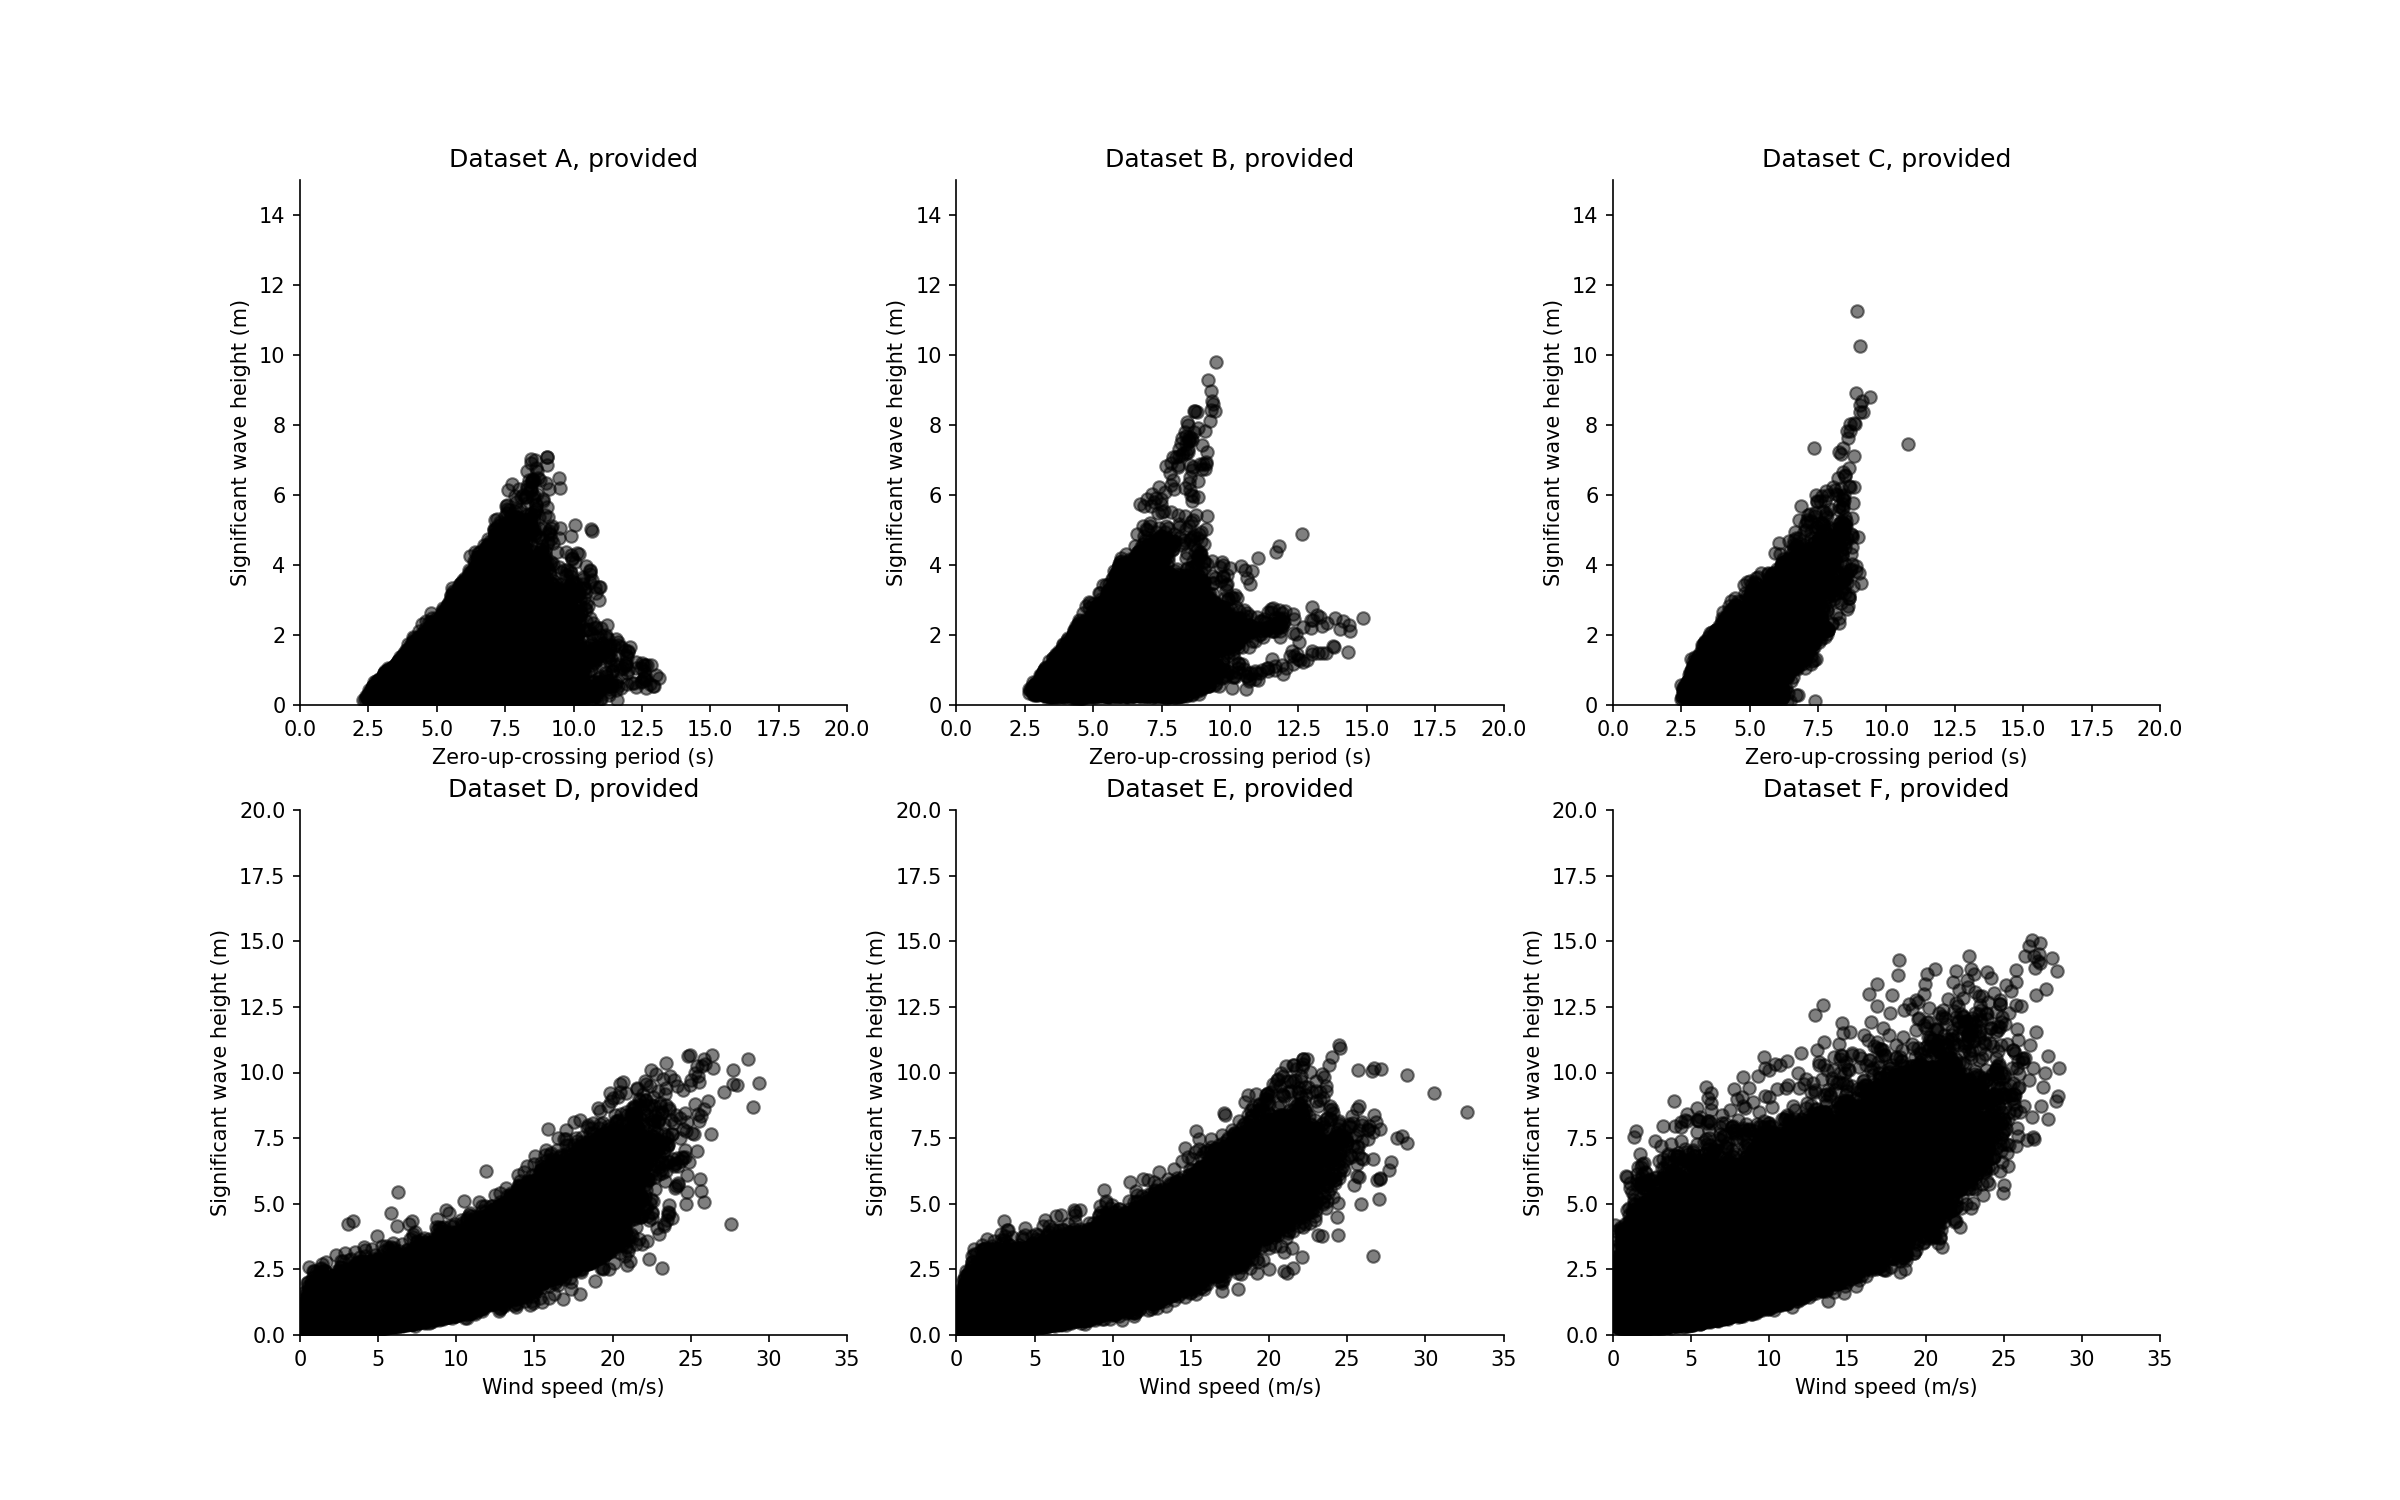 Dataset A, provided
Significant wave height (m)
14
12
10
8
6
4
2
0
0.0 2.5 5.0 7.5 10.0 12.5 15.0 17.5 20.0
Zero-up-crossing period (s)
Dataset B, provided
Significant wave height (m)
14
12
10
8
6
4
2
0
0.0 2.5 5.0 7.5 10.0 12.5 15.0 17.5 20.0
Zero-up-crossing period (s)
Dataset C, provided
Significant wave height (m)
14
12
10
8
6
4
2
0
0.0 2.5 5.0 7.5 10.0 12.5 15.0 17.5 20.0
Zero-up-crossing period (s)
Dataset D, provided
Significant wave height (m)
20.0
17.5
15.0
12.5
10.0
7.5
5.0
2.5
0.0
0 5 10 15 20 25 30 35
Wind speed (m/s)
Dataset E, provided
Significant wave height (m)
20.0
17.5
15.0
12.5
10.0
7.5
5.0
2.5
0.0
0 5 10 15 20 25 30 35
Wind speed (m/s)
Dataset F, provided
Significant wave height (m)
20.0
17.5
15.0
12.5
10.0
7.5
5.0
2.5
0.0
0 5 10 15 20 25 30 35
Wind speed (m/s)